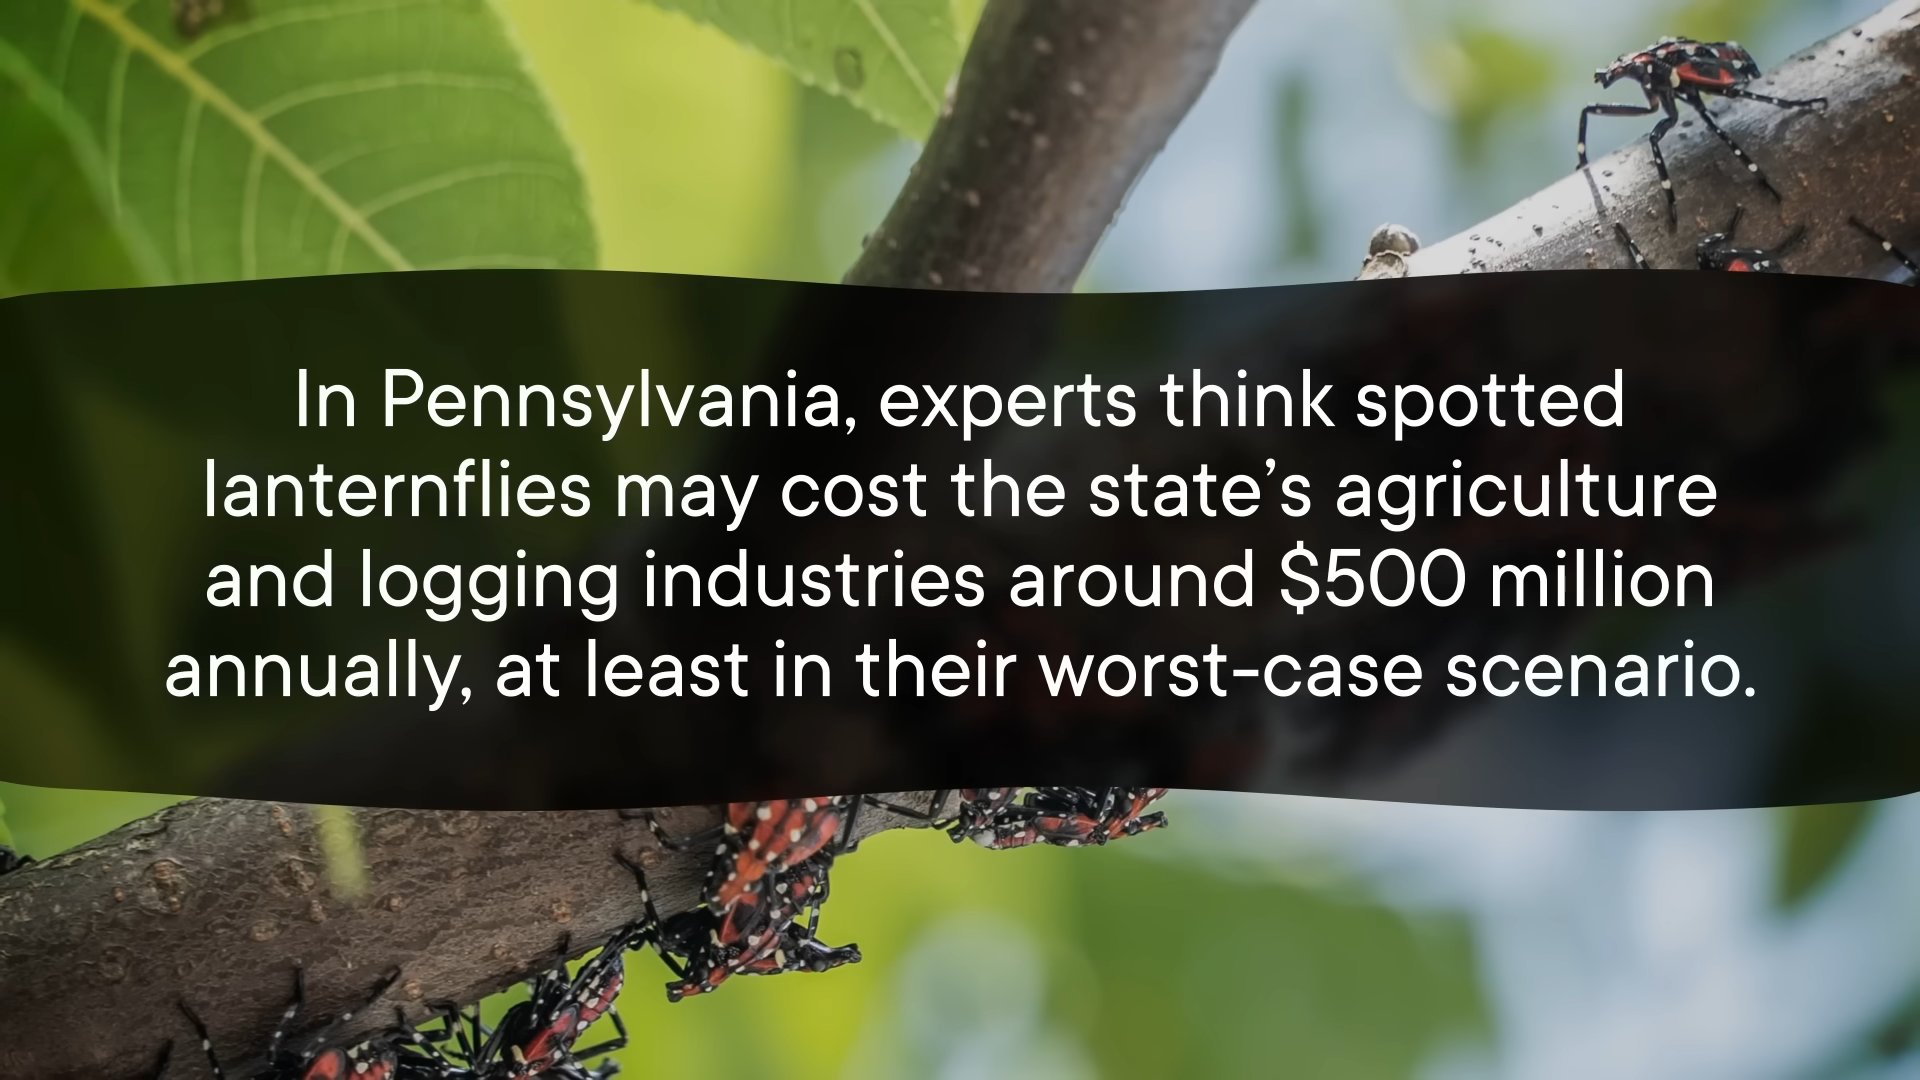 In Pennsylvania, experts think spotted
lanternflies may cost the state’s agriculture
and logging industries around $500 million
annually, at least in their worst-case scenario.